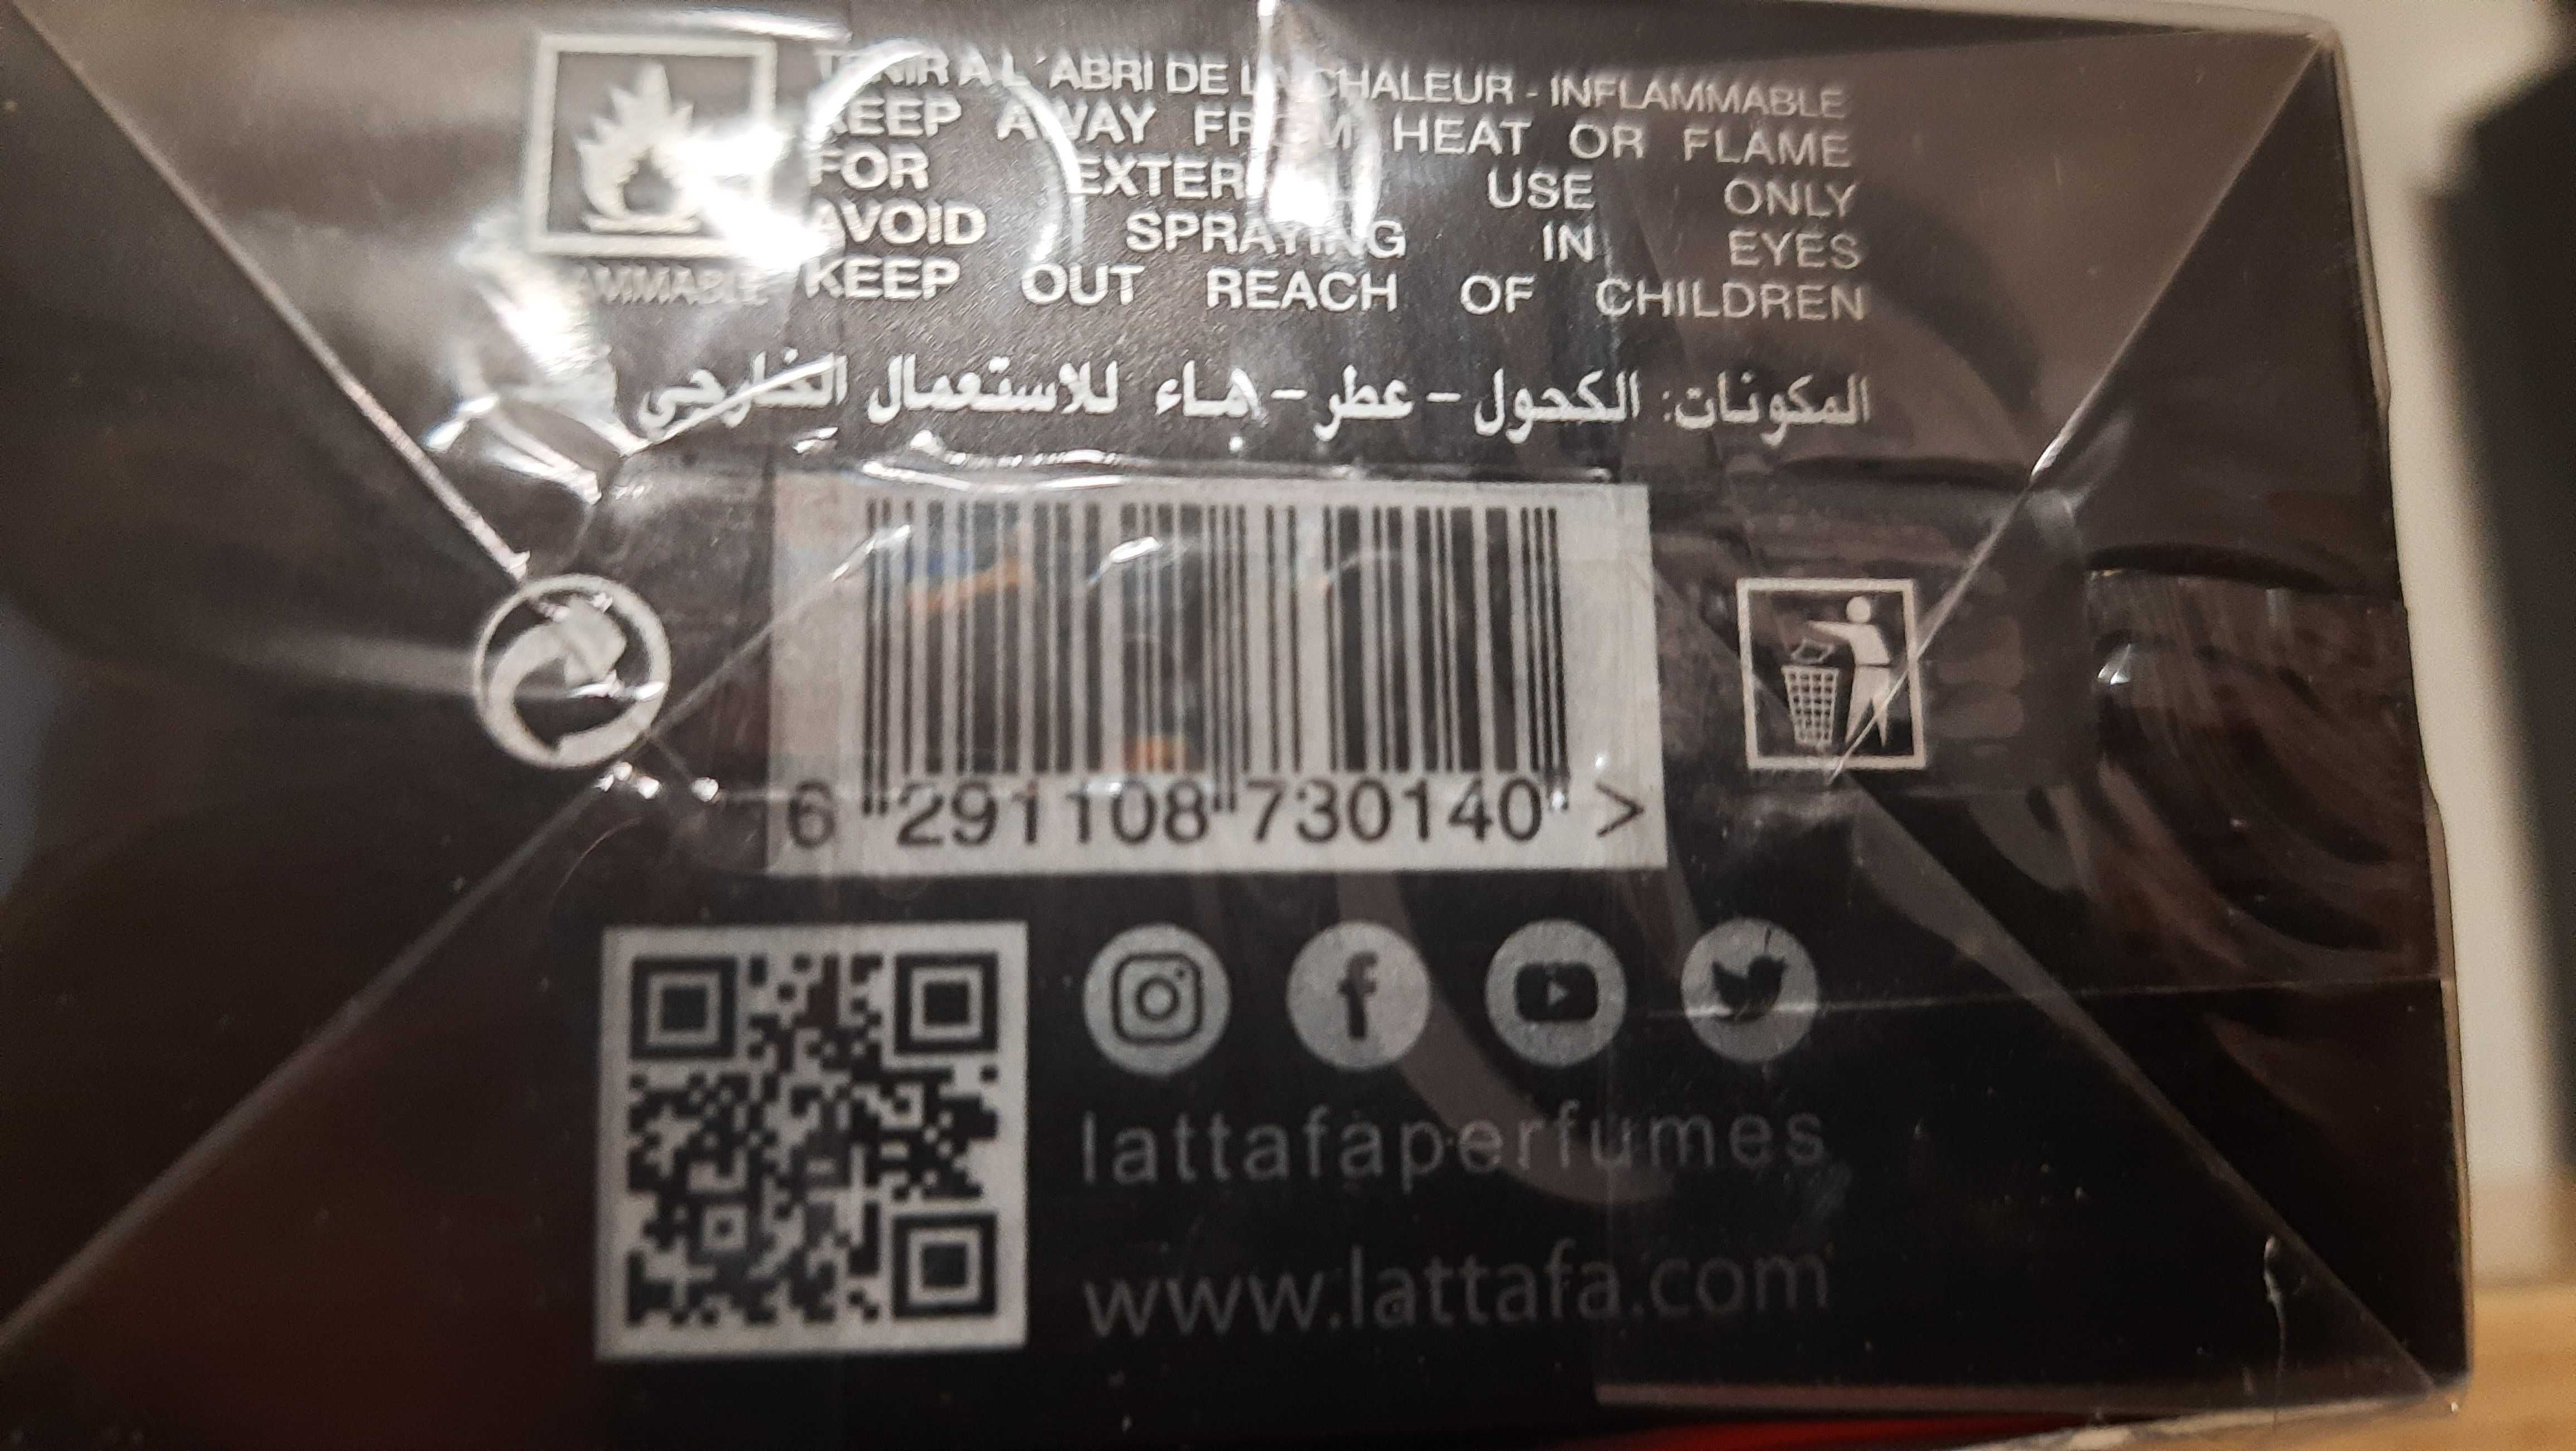 TENIR A L'ABRI DE LA CHALEUR - INFLAMMABLE
KEEP AWAY FROM HEAT OR FLAME
FOR EXTERNAL USE ONLY
AVOID SPRAYING IN EYES
KEEP OUT REACH OF CHILDREN
المكونات: الكحول - عطر - هاء للاستعمال الخارجي
6 291108 730140 >
lattafaperfumes
www.lattafa.com